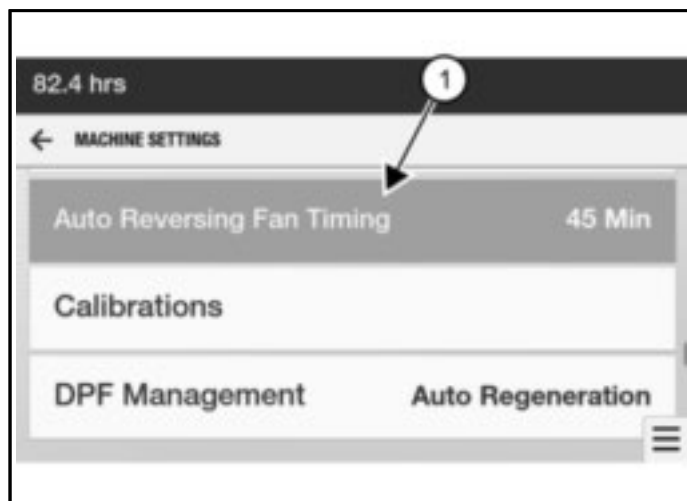 82.4 hrs
1
MACHINE SETTINGS
Auto Reversing Fan Timing 45 Min
Calibrations
DPF Management Auto Regeneration